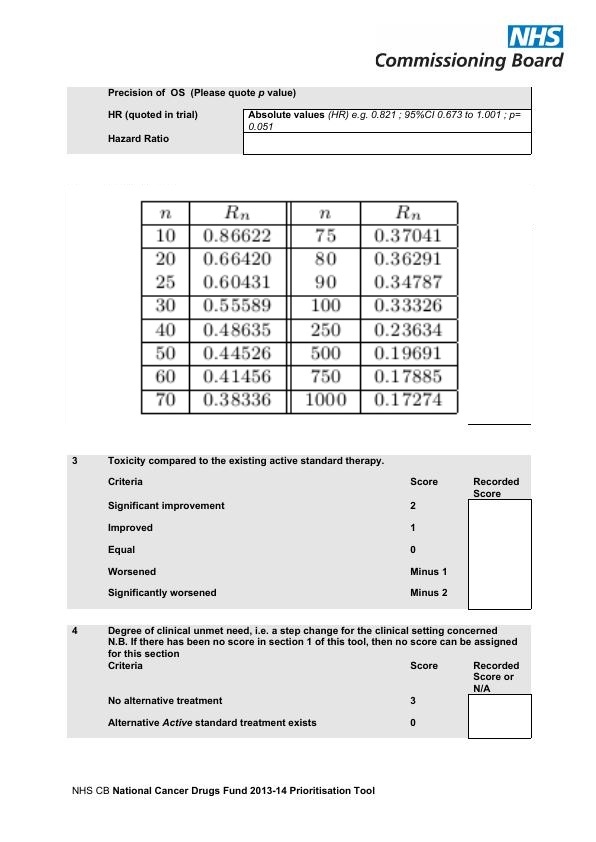 NHS
Commissioning Board
Precision of OS (Please quote p value)
HR (quoted in trial)
Absolute values (HR) e.g. 0.821 ; 95%CI 0.673 to 1.001 ; p=
0.051
Hazard Ratio
n Rn n Rn
10 0.86622 75 0.37041
20 0.66420 80 0.36291
25 0.60431 90 0.34787
30 0.55589 100 0.33326
40 0.48635 250 0.23634
50 0.44526 500 0.19691
60 0.41456 750 0.17885
70 0.38336 1000 0.17274
3 Toxicity compared to the existing active standard therapy.
Criteria Score Recorded
Score
Significant improvement 2
Improved 1
Equal 0
Worsened Minus 1
Significantly worsened Minus 2
4 Degree of clinical unmet need, i.e. a step change for the clinical setting concerned
N.B. If there has been no score in section 1 of this tool, then no score can be assigned
for this section
Criteria Score Recorded
Score or
N/A
No alternative treatment 3
Alternative Active standard treatment exists 0
NHS CB National Cancer Drugs Fund 2013-14 Prioritisation Tool